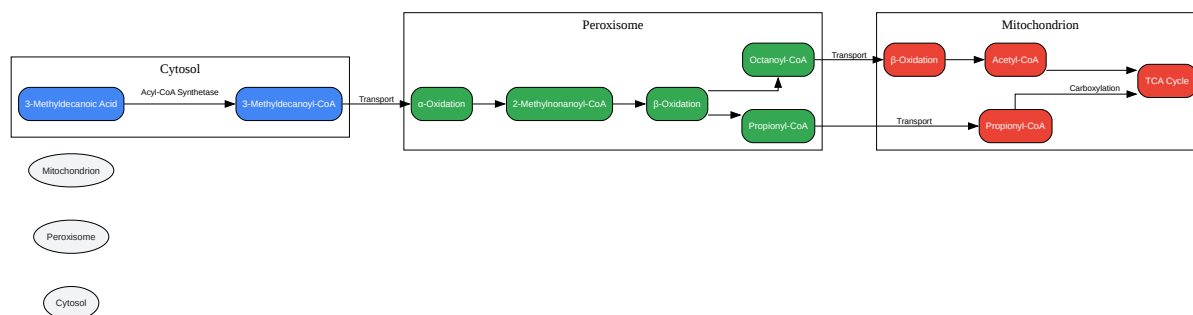 Cytosol
3-Methyldecanoic Acid
Acyl-CoA Synthetase
3-Methyldecanoyl-CoA
Transport
Peroxisome
α-Oxidation
2-Methylnonanoyl-CoA
β-Oxidation
Octanoyl-CoA
Propionyl-CoA
Transport
Transport
Mitochondrion
β-Oxidation
Acetyl-CoA
Propionyl-CoA
Carboxylation
TCA Cycle
Mitochondrion
Peroxisome
Cytosol